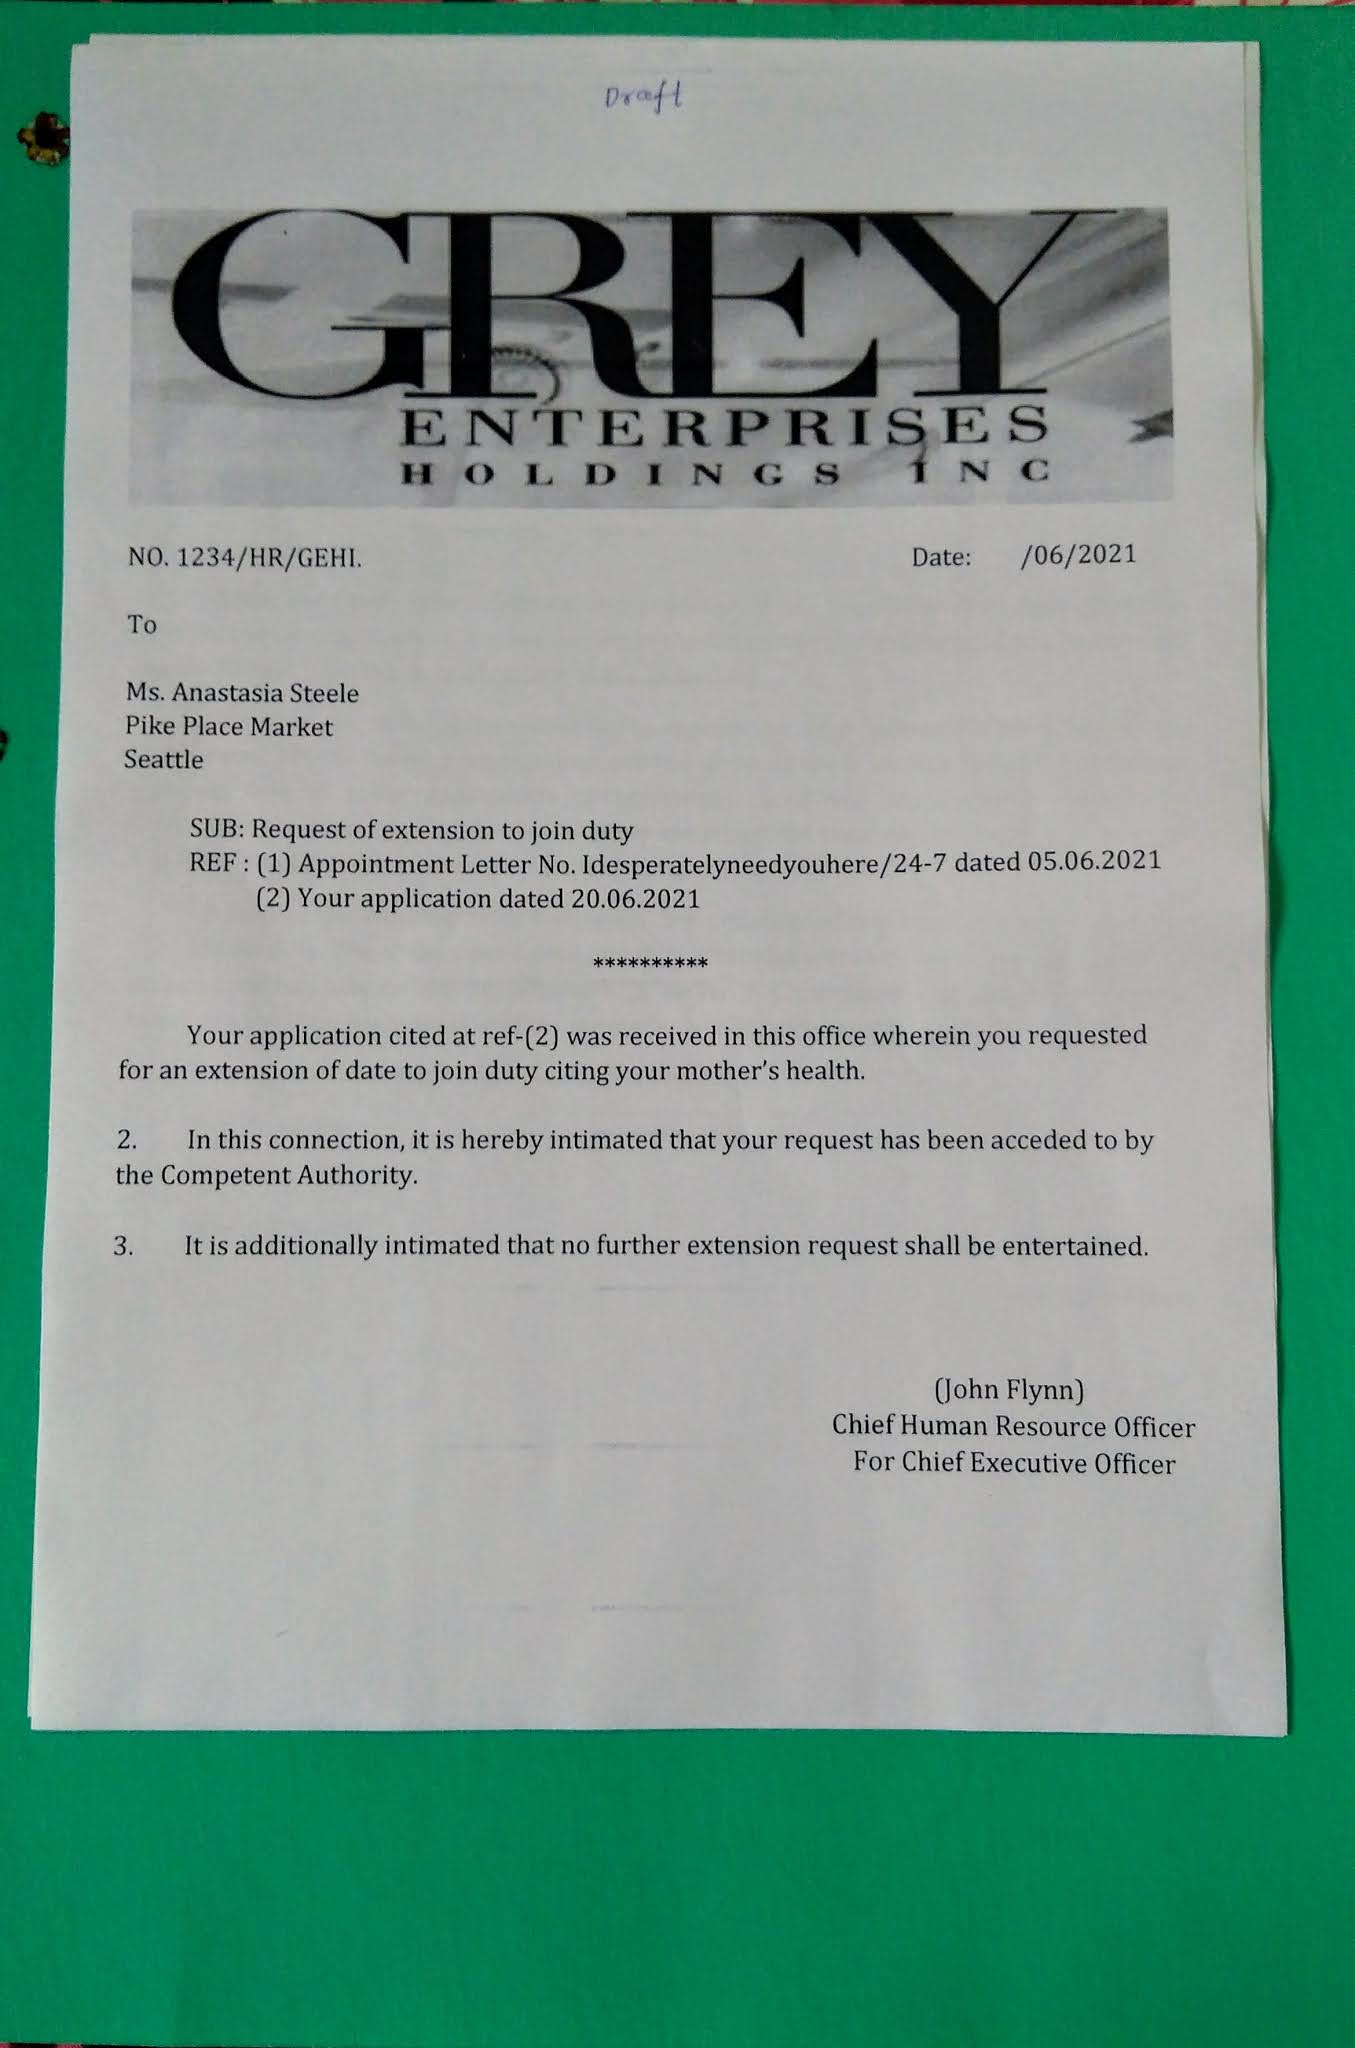 Draft
GREY
ENTERPRISES
HOLDINGS INC
NO. 1234/HR/GEHI.
Date: /06/2021
To
Ms. Anastasia Steele
Pike Place Market
Seattle
SUB: Request of extension to join duty
REF : (1) Appointment Letter No. Idesperatelyneedyouhere/24-7 dated 05.06.2021
(2) Your application dated 20.06.2021
**********
Your application cited at ref-(2) was received in this office wherein you requested
for an extension of date to join duty citing your mother's health.
2. In this connection, it is hereby intimated that your request has been acceded to by
the Competent Authority.
3. It is additionally intimated that no further extension request shall be entertained.
(John Flynn)
Chief Human Resource Officer
For Chief Executive Officer